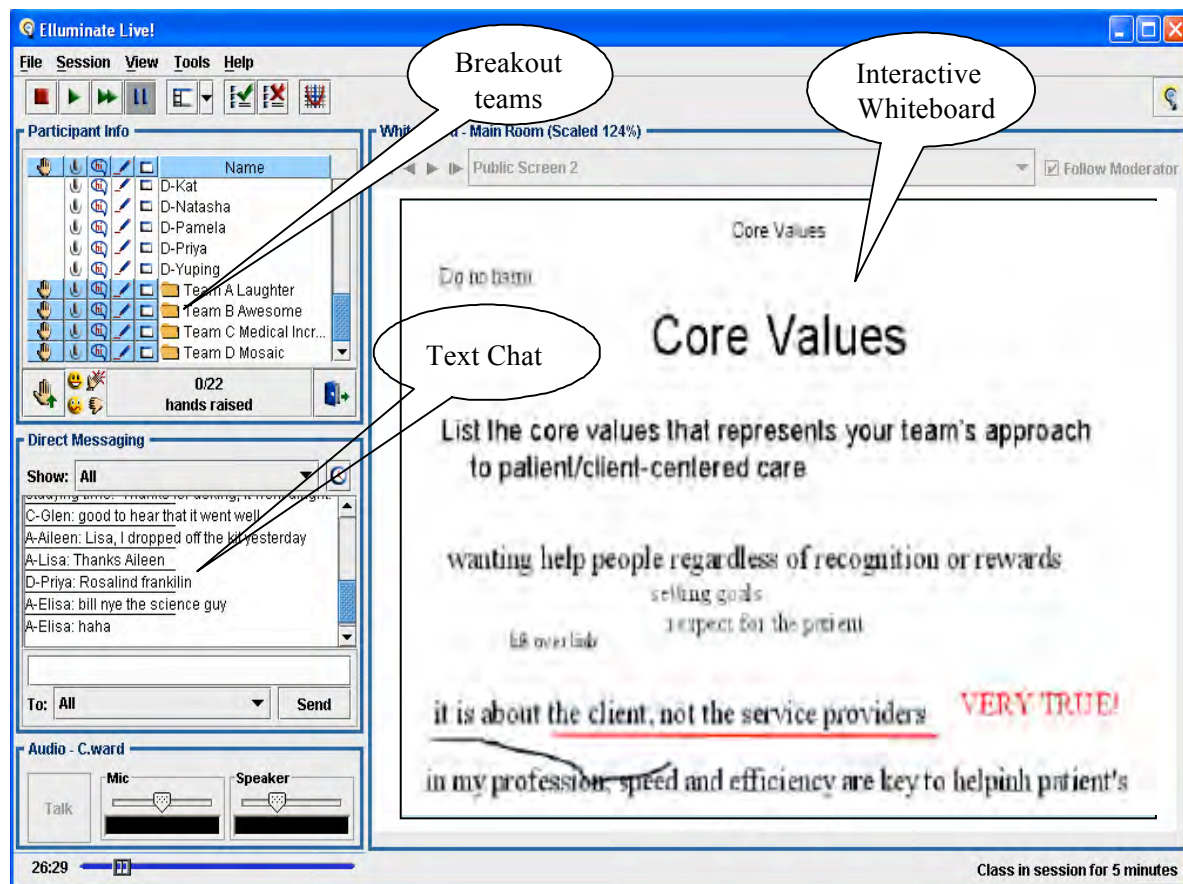 Elluminate Live!
File Session View Tools Help
Breakout
teams
Interactive
Whiteboard
Participant Info
Name
D-Kat
D-Natasha
D-Pamela
D-Priya
D-Yuping
Team A Laughter
Team B Awesome
Team C Medical Incr...
Team D Mosaic
0/22
hands raised
Text Chat
Direct Messaging
Show: All
C-Glen: good to hear that it went well
A-Aileen: Lisa, I dropped off the kit yesterday
A-Lisa: Thanks Aileen
D-Priya: Rosalind frankilin
A-Elisa: bill nye the science guy
A-Elisa: haha
To: All Send
Audio - C.ward
Talk
Mic
Speaker
26:29
- Main Room (Scaled 124%)
Public Screen 2
Follow Moderator
Core Values
Do no harm
Core Values
List the core values that represents your team's approach
to patient/client-centered care
wanting help people regardless of recognition or rewards
setting goals
respect for the patient
it is about the client, not the service providers VERY TRUE!
in my profession, speed and efficiency are key to helpinh patient's
Class in session for 5 minutes